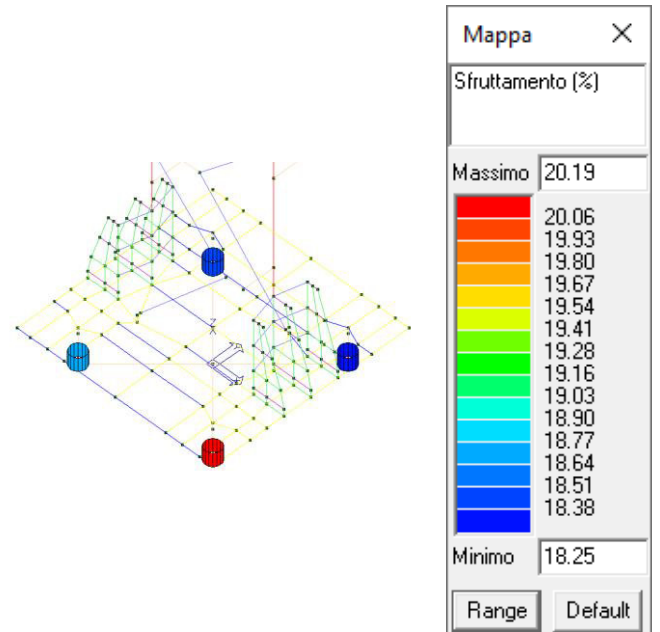 Mappa
Sfruttamento (%)
Massimo 20.19
20.06
19.93
19.80
19.67
19.54
19.41
19.28
19.16
19.03
18.90
18.77
18.64
18.51
18.38
Minimo 18.25
Range Default